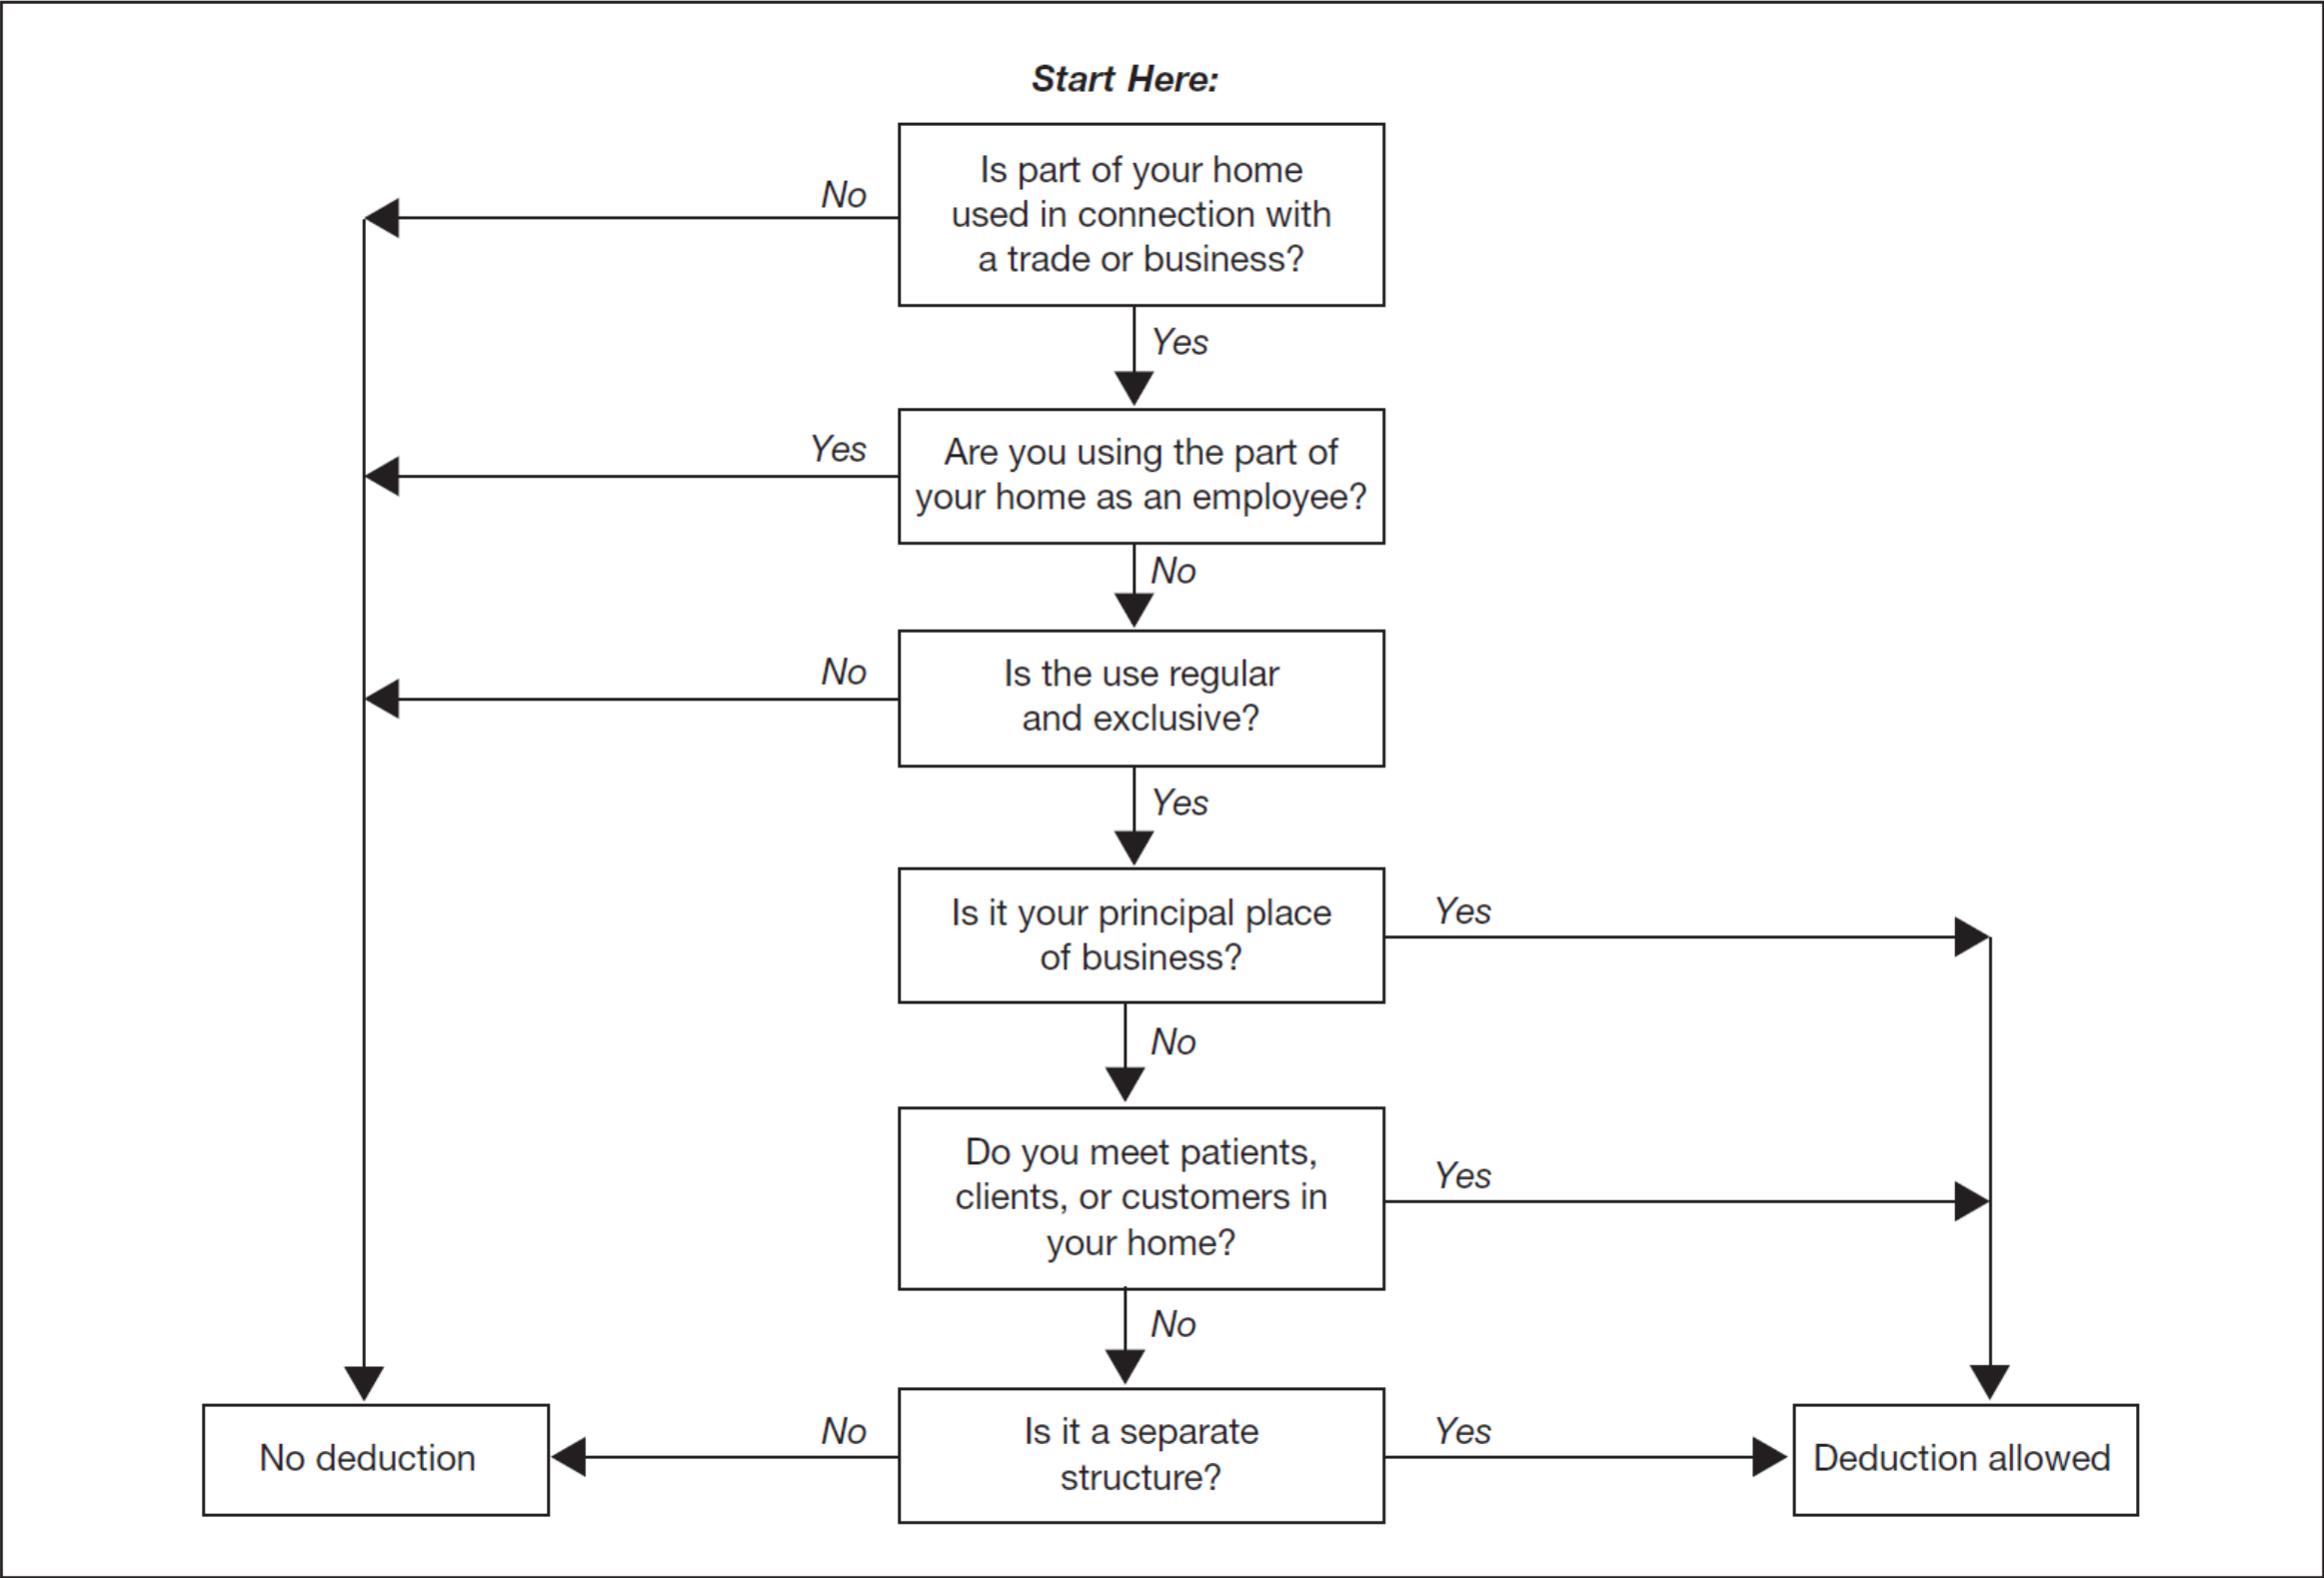 Start Here:
Is part of your home
used in connection with
a trade or business?
No
Yes
Are you using the part of
your home as an employee?
Yes
No
Is the use regular
and exclusive?
No
Yes
Is it your principal place
of business?
Yes
No
Do you meet patients,
clients, or customers in
your home?
Yes
No
Is it a separate
structure?
No
Yes
No deduction
Deduction allowed